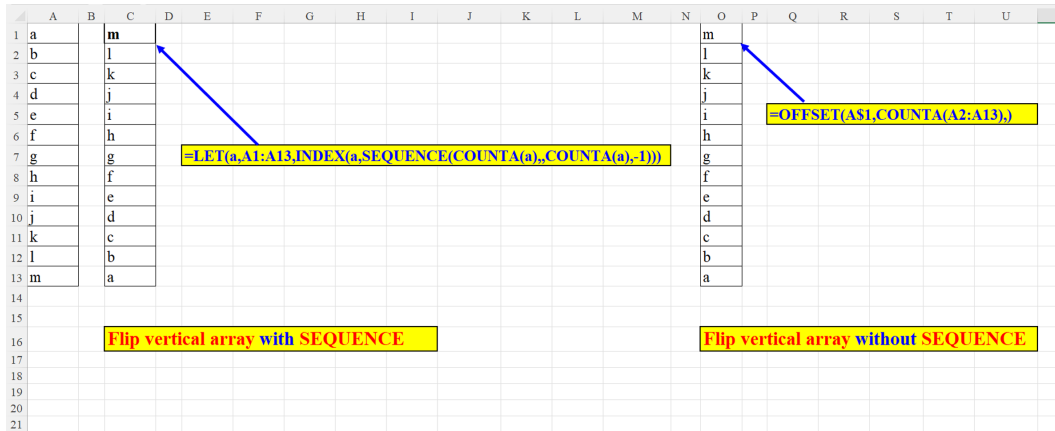 A B C D E F G H I J K L M N O P Q R S T U
1 a m m
2 b l l
3 c k k
4 d j j
5 e i i =OFFSET(A$1,COUNTA(A2:A13),)
6 f h h
7 g g =LET(a,A1:A13,INDEX(a,SEQUENCE(COUNTA(a),,COUNTA(a),-1))) g
8 h f f
9 i e e
10 j d d
11 k c c
12 l b b
13 m a a
14
15
16 Flip vertical array with SEQUENCE Flip vertical array without SEQUENCE
17
18
19
20
21